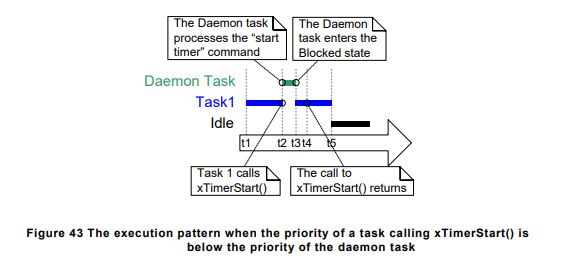 The Daemon task
processes the “start
timer” command
The Daemon
task enters the
Blocked state
Daemon Task
Task1
Idle
t1 t2 t3t4 t5
Task 1 calls
xTimerStart()
The call to
xTimerStart() returns
Figure 43 The execution pattern when the priority of a task calling xTimerStart() is
below the priority of the daemon task